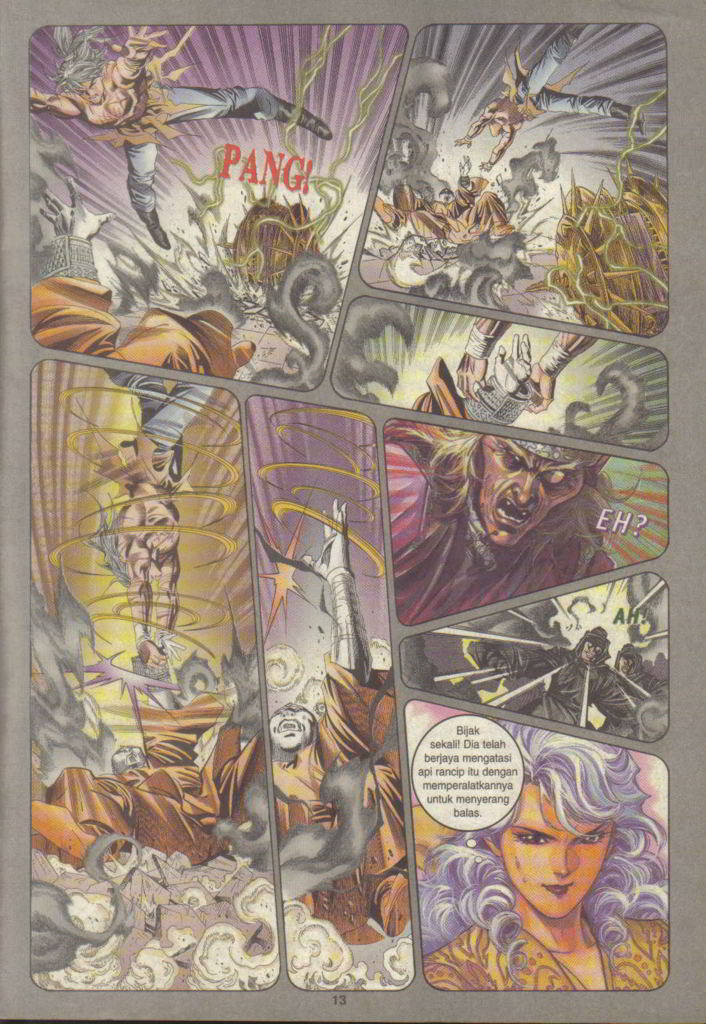 PANG!
EH?
AH!
Bijak
sekali! Dia telah
berjaya mengatasi
api rancip itu dengan
memperalatkannya
untuk menyerang
balas.
13